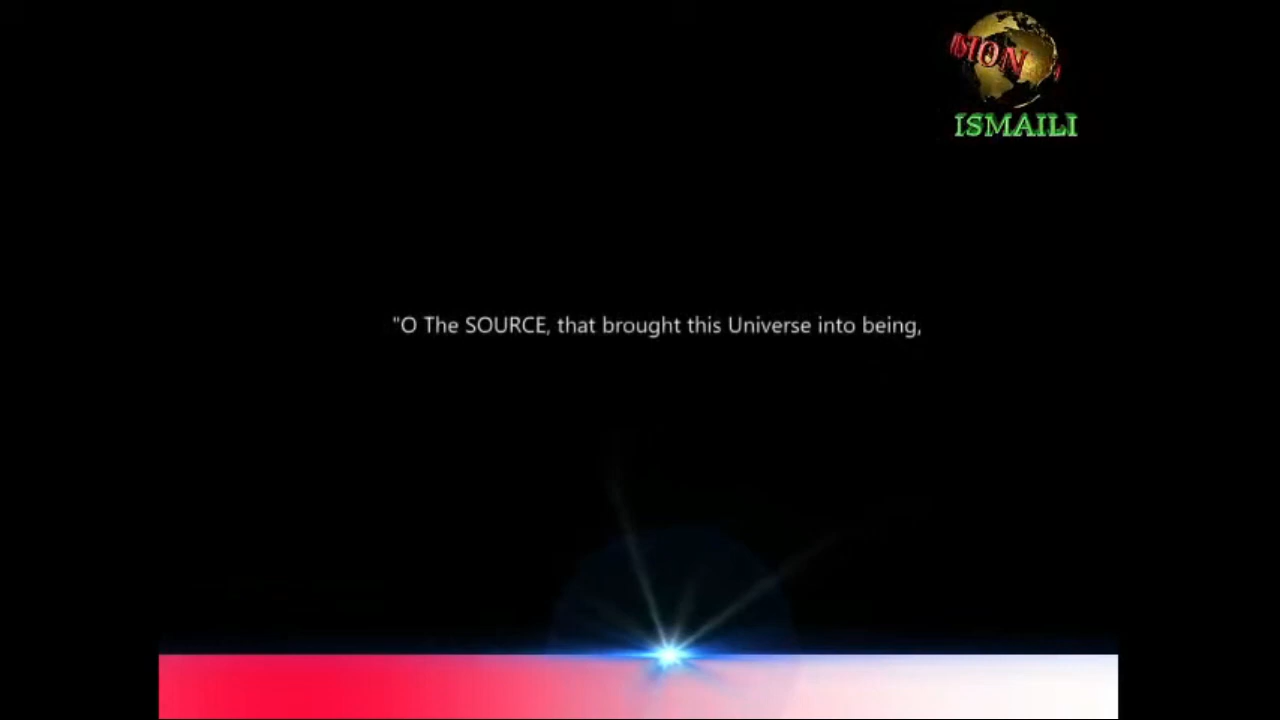 ISMAILI
"O The SOURCE, that brought this Universe into being,